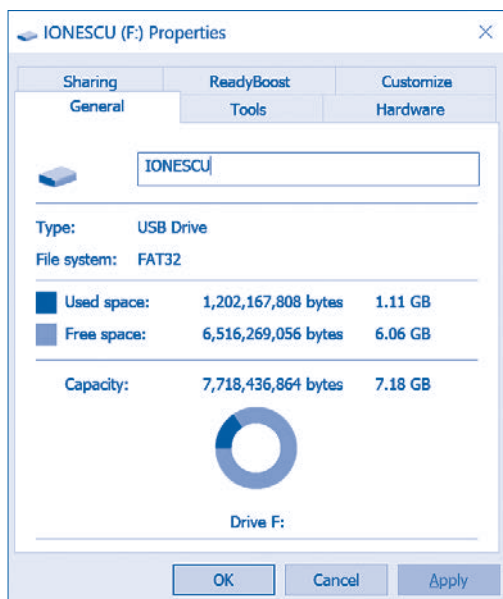 IONESCU (F:) Properties
Sharing ReadyBoost Customize
General Tools Hardware
IONESCU
Type: USB Drive
File system: FAT32
Used space: 1,202,167,808 bytes 1.11 GB
Free space: 6,516,269,056 bytes 6.06 GB
Capacity: 7,718,436,864 bytes 7.18 GB
Drive F:
OK Cancel Apply